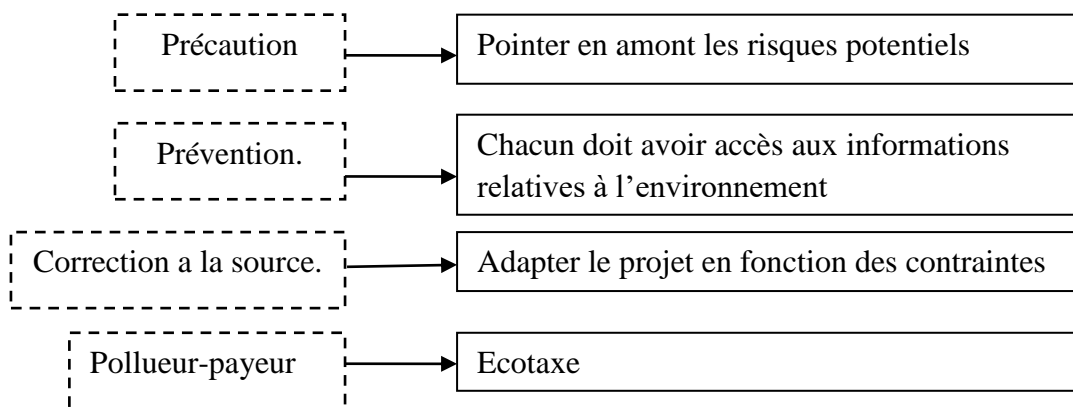 Précaution
Pointer en amont les risques potentiels
Prévention.
Chacun doit avoir accès aux informations
relatives à l’environnement
Correction a la source.
Adapter le projet en fonction des contraintes
Pollueur-payeur
Ecotaxe